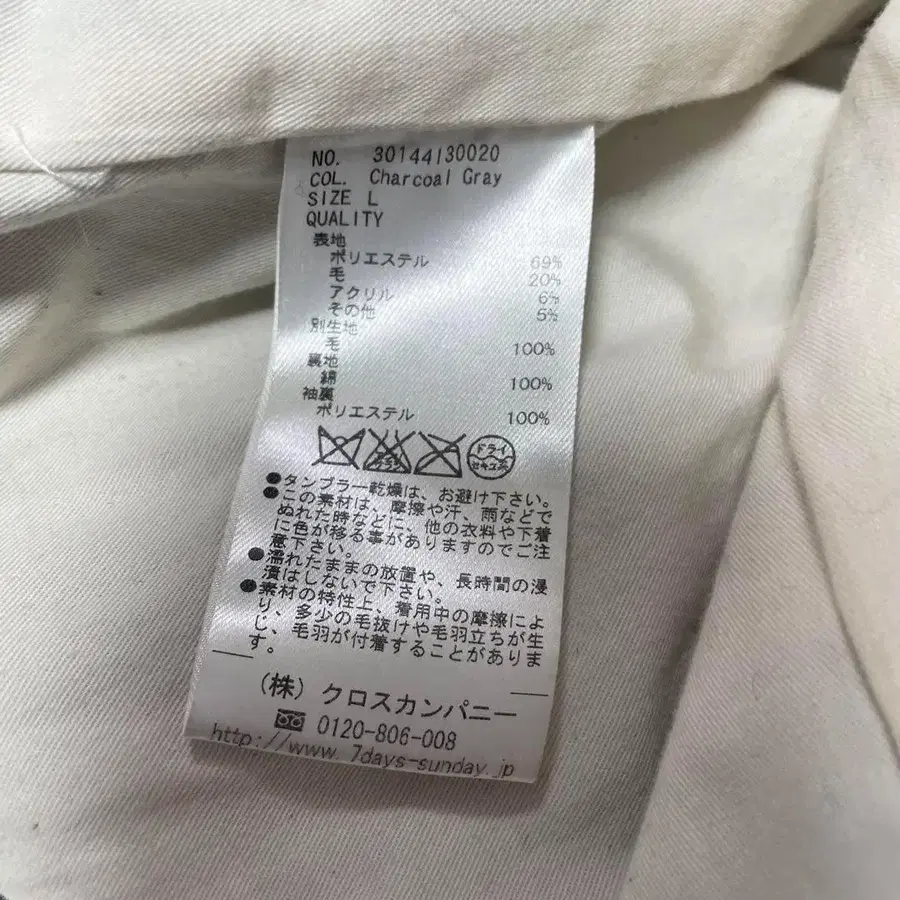 NO. 30144I30020
COL. Charcoal Gray
SIZE L
QUALITY
表地
ポリエステル 69%
毛 20%
アクリル 6%
その他 5%
別生地
毛 100%
裏地
綿 100%
袖裏
ポリエステル 100%
ドライ
セキユ系
●タンブラー乾燥は、お避け下さい。
●この素材は、摩擦や汗、雨などで
ぬれた時などに、他の衣料や下着
に色が移る事がありますのでご注
意下さい。
●濡れたままの放置や、長時間の浸
漬はしないで下さい。
●素材の特性上、着用中の摩擦によ
り、多少の毛抜けや毛羽立ちが生
じ、毛羽が付着することがありま
す。
(株) クロスカンパニー
0120-806-008
http://www.7days-sunday.jp